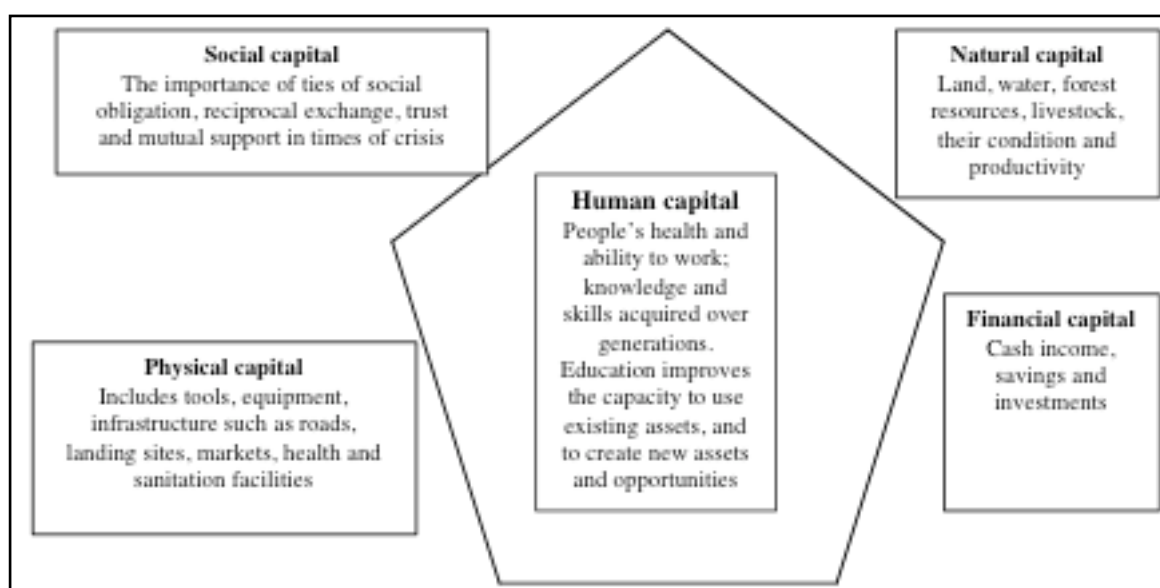 Social capital
The importance of ties of social
obligation, reciprocal exchange, trust
and mutual support in times of crisis
Natural capital
Land, water, forest
resources, livestock,
their condition and
productivity
Human capital
People's health and
ability to work;
knowledge and
skills acquired over
generations.
Education improves
the capacity to use
existing assets, and
to create new assets
and opportunities
Physical capital
Includes tools, equipment,
infrastructure such as roads,
landing sites, markets, health and
sanitation facilities
Financial capital
Cash income,
savings and
investments